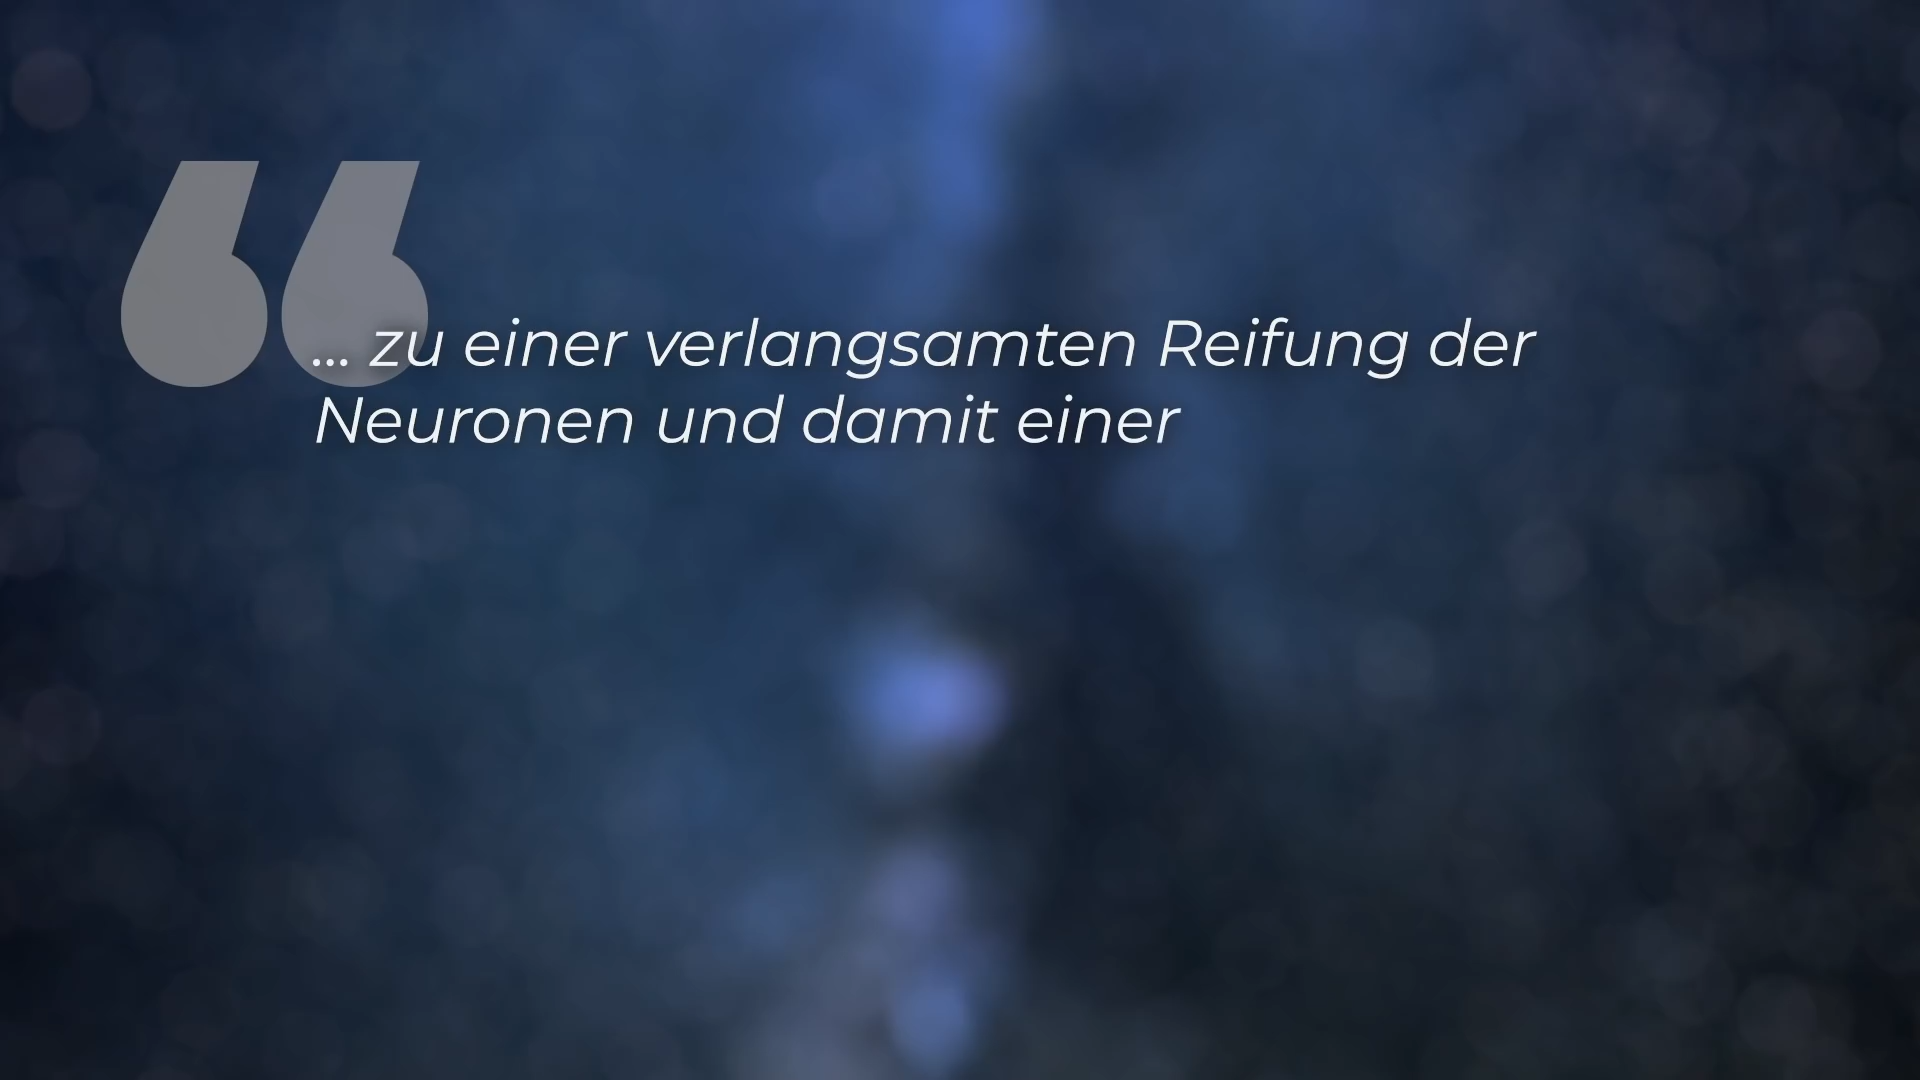 “
... zu einer verlangsamten Reifung der
Neuronen und damit einer